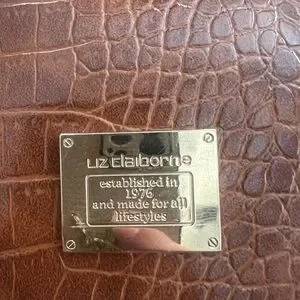 Liz claiborne
established in
1976
and made for all
lifestyles